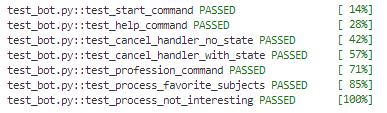 test_bot.py::test_start_command PASSED [ 14%]
test_bot.py::test_help_command PASSED [ 28%]
test_bot.py::test_cancel_handler_no_state PASSED [ 42%]
test_bot.py::test_cancel_handler_with_state PASSED [ 57%]
test_bot.py::test_profession_command PASSED [ 71%]
test_bot.py::test_process_favorite_subjects PASSED [ 85%]
test_bot.py::test_process_not_interesting PASSED [100%]